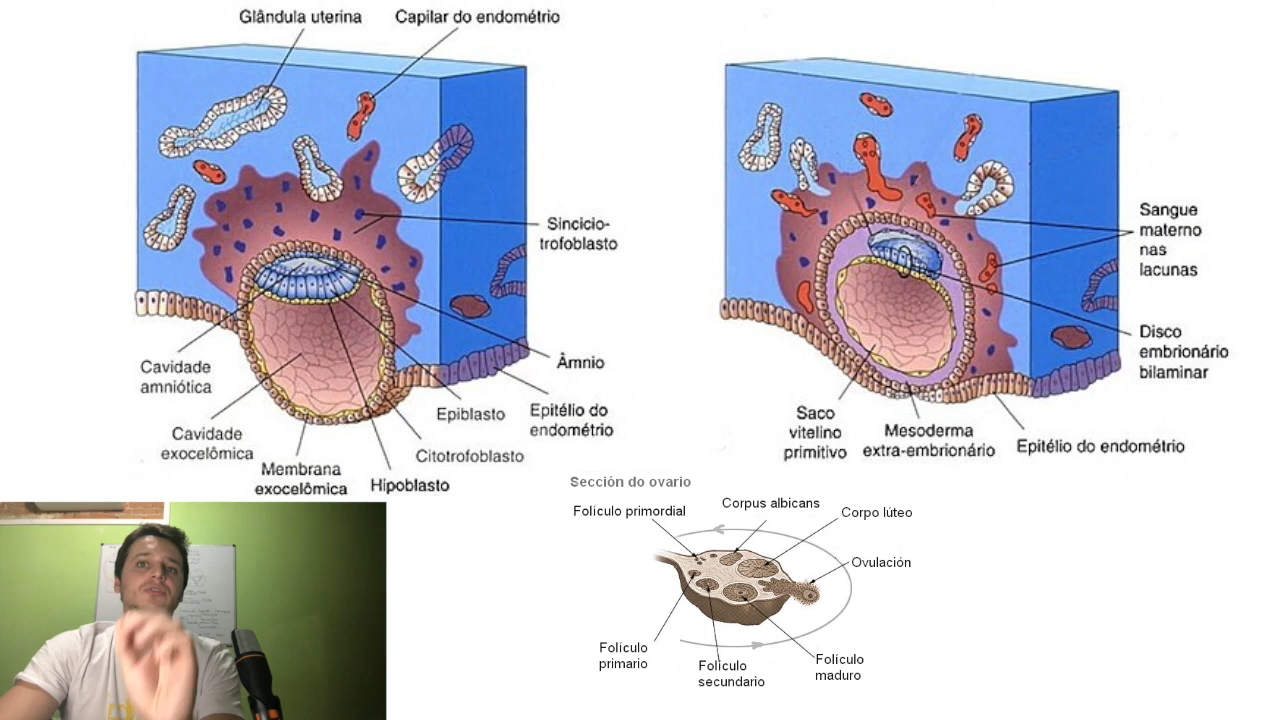 Glândula uterina
Capilar do endométrio
Sincicio-
trofoblasto
Cavidade
amniótica
Âmnio
Epiblasto
Epitélio do
endométrio
Cavidade
exocelômica
Citotrofoblasto
Membrana
exocelômica
Hipoblasto
Sangue
materno
nas
lacunas
Disco
embrionário
bilaminar
Saco
vitelino
primitivo
Mesoderma
extra-embrionário
Epitélio do endométrio
Sección do ovario
Folículo primordial
Corpus albicans
Corpo lúteo
Ovulación
Folículo
primario
Folículo
secundario
Folículo
maduro